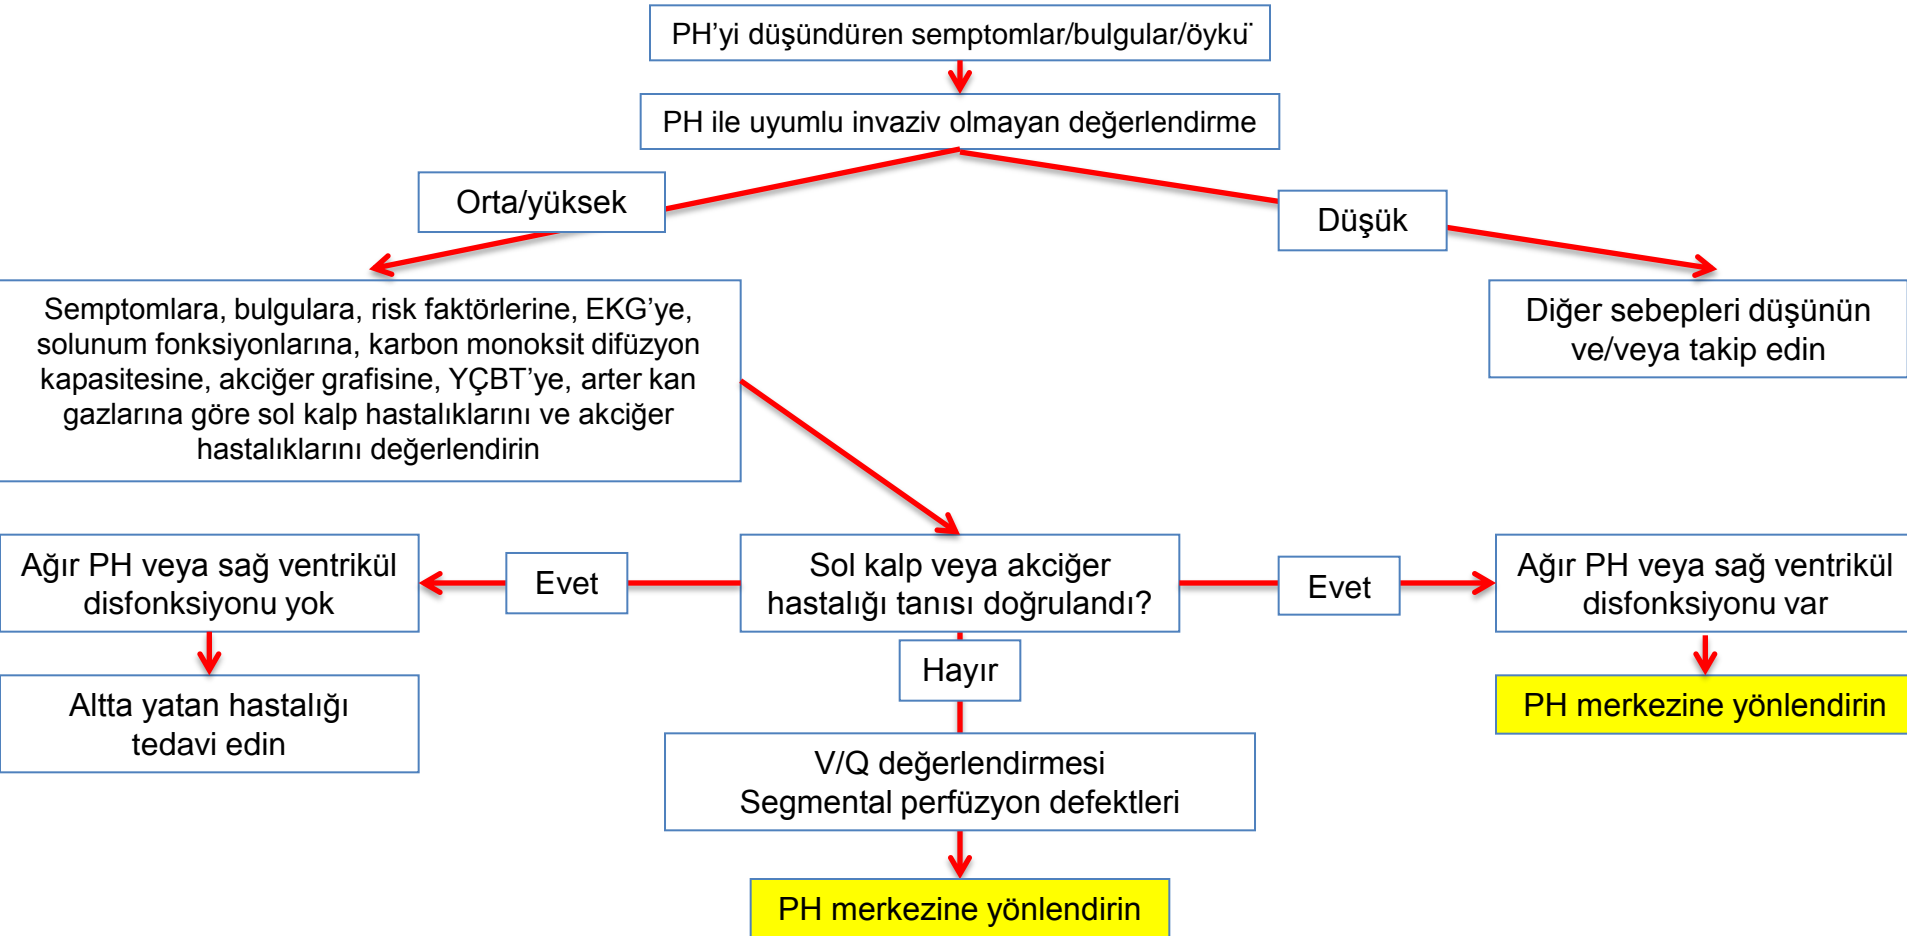 PH’yi düşündüren semptomlar/bulgular/öykü
PH ile uyumlu invaziv olmayan değerlendirme
Orta/yüksek
Düşük
Semptomlara, bulgulara, risk faktörlerine, EKG’ye,
solunum fonksiyonlarına, karbon monoksit difüzyon
kapasitesine, akciğer grafisine, YÇBT’ye, arter kan
gazlarına göre sol kalp hastalıklarını ve akciğer
hastalıklarını değerlendirin
Diğer sebepleri düşünün
ve/veya takip edin
Ağır PH veya sağ ventrikül
disfonksiyonu yok
Evet
Sol kalp veya akciğer
hastalığı tanısı doğrulandı?
Evet
Ağır PH veya sağ ventrikül
disfonksiyonu var
Hayır
Altta yatan hastalığı
tedavi edin
PH merkezine yönlendirin
V/Q değerlendirmesi
Segmental perfüzyon defektleri
PH merkezine yönlendirin